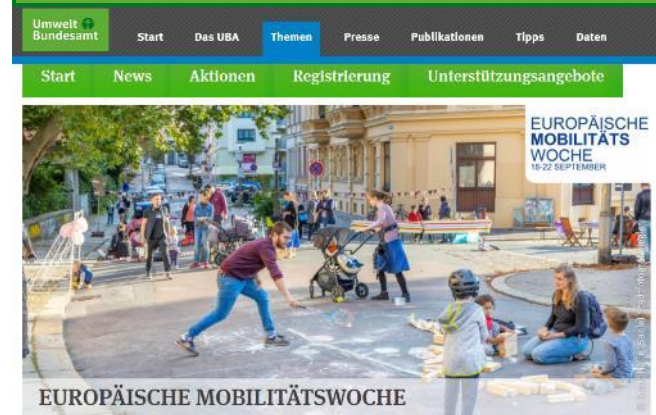 Umwelt
Bundesamt
Start Das UBA Themen Presse Publikationen Tipps Daten
Start News Aktionen Registrierung Unterstützungsangebote
EUROPÄISCHE
MOBILITÄTS
WOCHE
16-22 SEPTEMBER
EUROPÄISCHE MOBILITÄTSWOCHE